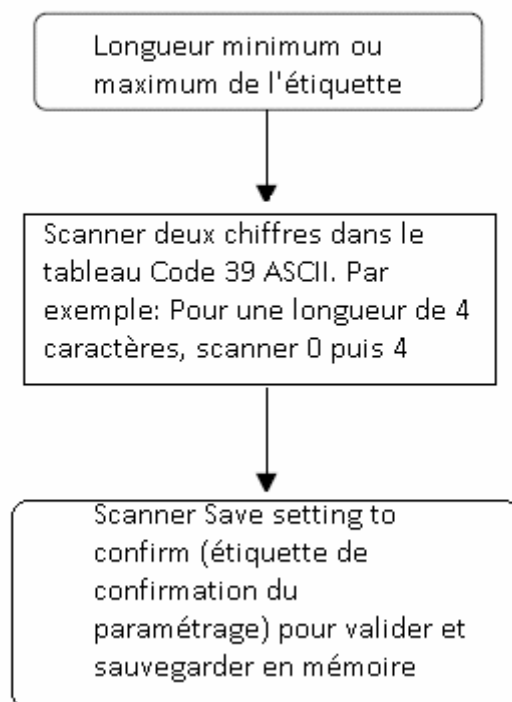 Longueur minimum ou
maximum de l'étiquette
Scanner deux chiffres dans le
tableau Code 39 ASCII. Par
exemple: Pour une longueur de 4
caractères, scanner 0 puis 4
Scanner Save setting to
confirm (étiquette de
confirmation du
paramétrage) pour valider et
sauvegarder en mémoire